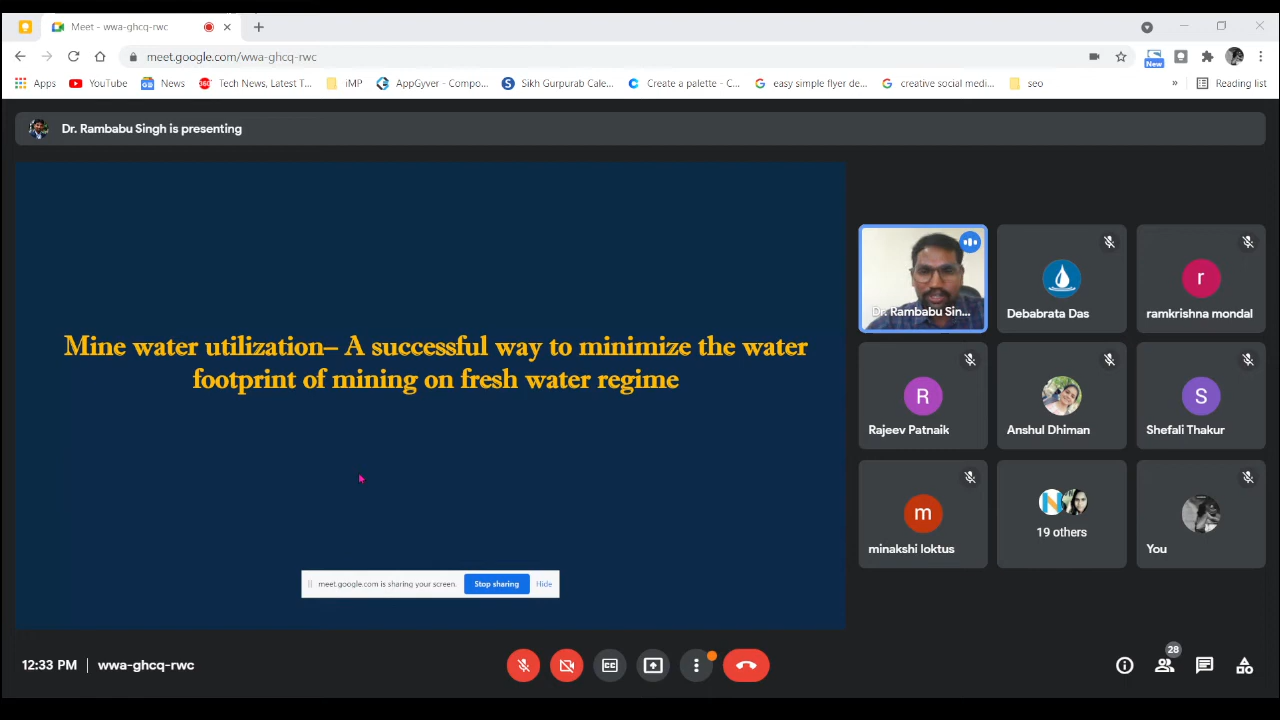 Meet - wwa-ghcq-rwc
meet.google.com/wwa-ghcq-rwc
New
Apps
YouTube
News
360°
Tech News, Latest T...
iMP
AppGyver - Compo...
Sikh Gurpurab Cale...
Create a palette - C...
easy simple flyer de...
creative social medi...
seo
»
Reading list
Dr. Rambabu Singh is presenting
Mine water utilization– A successful way to minimize the water
footprint of mining on fresh water regime
meet.google.com is sharing your screen.
Stop sharing
Hide
Dr. Rambabu Sin...
Debabrata Das
r
ramkrishna mondal
R
Rajeev Patnaik
Anshul Dhiman
S
Shefali Thakur
m
minakshi loktus
N
19 others
You
12:33 PM
wwa-ghcq-rwc
CC
28